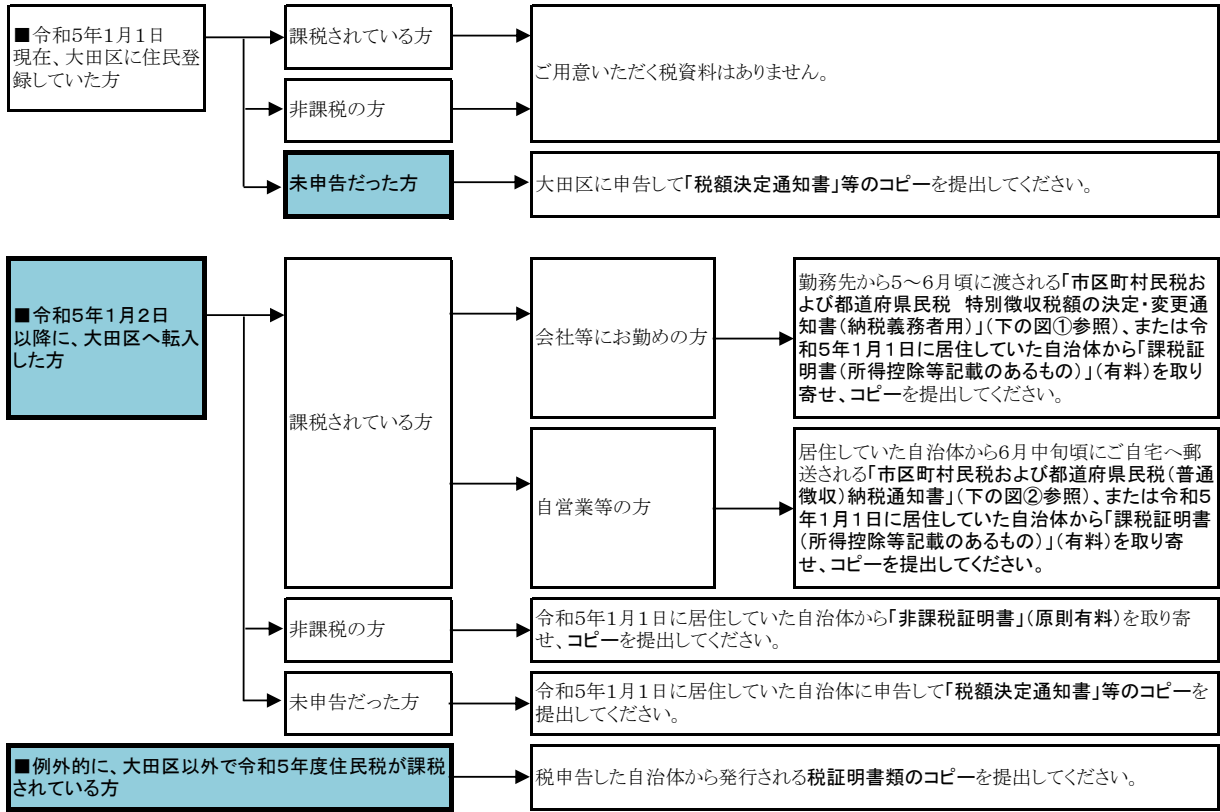 ■令和5年1月1日
現在、大田区に住民登
録していた方
課税されている方
ご用意いただく税資料はありません。
非課税の方
未申告だった方
大田区に申告して「税額決定通知書」等のコピーを提出してください。
■令和5年1月2日
以降に、大田区へ転入
した方
課税されている方
会社等にお勤めの方
勤務先から5～6月頃に渡される「市区町村民税お
よび都道府県民税　特別徴収税額の決定・変更通
知書（納税義務者用）」（下の図①参照）、または令
和5年1月1日に居住していた自治体から「課税証
明書（所得控除等記載のあるもの）」（有料）を取り
寄せ、コピーを提出してください。
自営業等の方
居住していた自治体から6月中旬頃にご自宅へ郵
送される「市区町村民税および都道府県民税（普通
徴収）納税通知書」（下の図②参照）、または令和5
年1月1日に居住していた自治体から「課税証明書
（所得控除等記載のあるもの）」（有料）を取り寄
せ、コピーを提出してください。
非課税の方
令和5年1月1日に居住していた自治体から「非課税証明書」（原則有料）を取り寄
せ、コピーを提出してください。
未申告だった方
令和5年1月1日に居住していた自治体に申告して「税額決定通知書」等のコピーを
提出してください。
■例外的に、大田区以外で令和5年度住民税が課税
されている方
税申告した自治体から発行される税証明書類のコピーを提出してください。